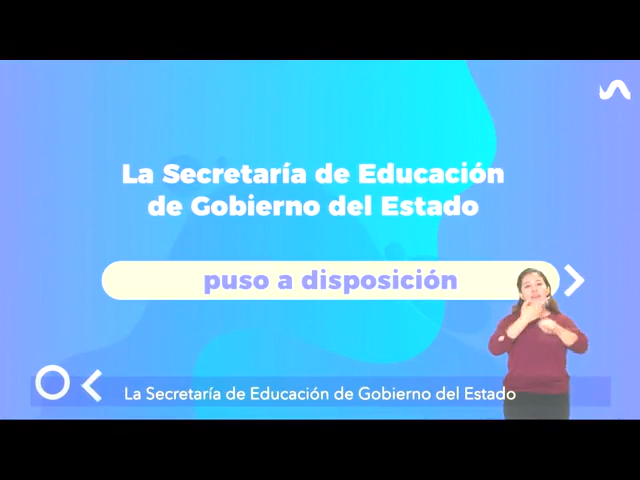 La Secretaría de Educación
de Gobierno del Estado
puso a disposición
La Secretaría de Educación de Gobierno del Estado